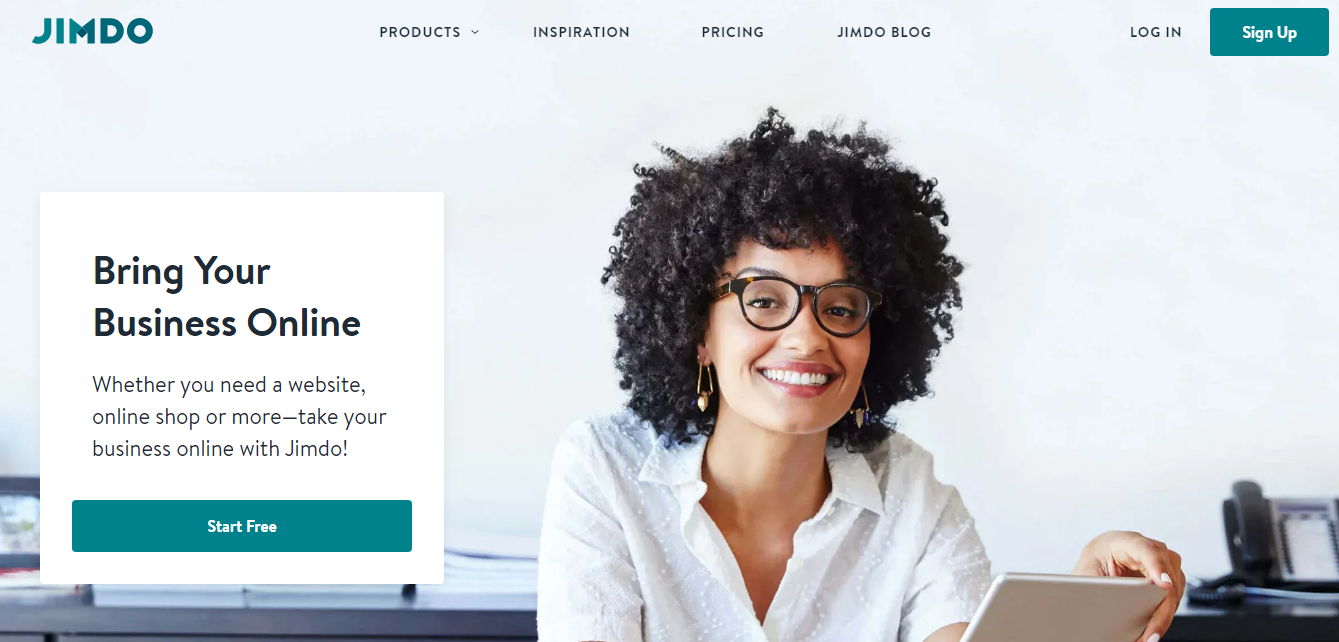 JIMDO
PRODUCTS
INSPIRATION
PRICING
JIMDO BLOG
LOG IN
Sign Up
Bring Your
Business Online
Whether you need a website,
online shop or more—take your
business online with Jimdo!
Start Free